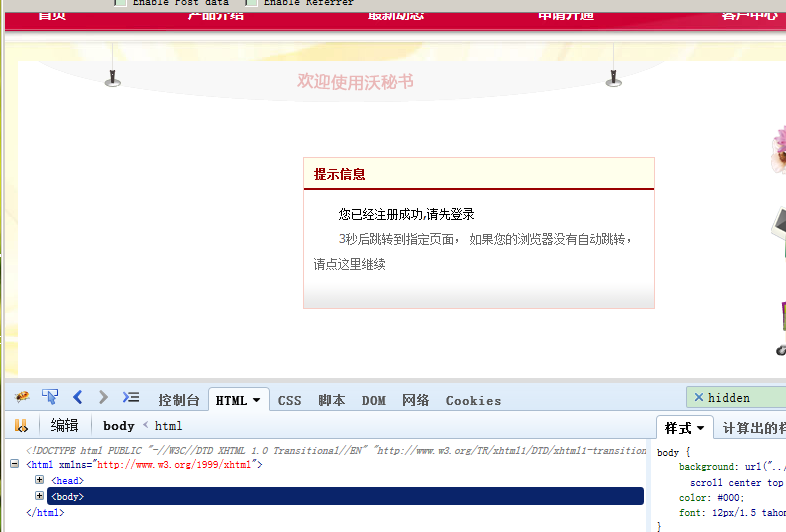 Enable Post data Enable Referrer
首页 产品介绍 最新动态 申请开通 客户中心
欢迎使用沃秘书
提示信息
您已经注册成功,请先登录
3秒后跳转到指定页面， 如果您的浏览器没有自动跳转，
请点这里继续
控制台 HTML CSS 脚本 DOM 网络 Cookies
hidden
编辑 body < html
样式 计算出的样
<!DOCTYPE html PUBLIC "-//W3C//DTD XHTML 1.0 Transitional//EN" "http://www.w3.org/TR/xhtml1/DTD/xhtml1-transition
<html xmlns="http://www.w3.org/1999/xhtml">
<head>
<body>
</html>
body {
background: url("../
scroll center top
color: #000;
font: 12px/1.5 tahom
}